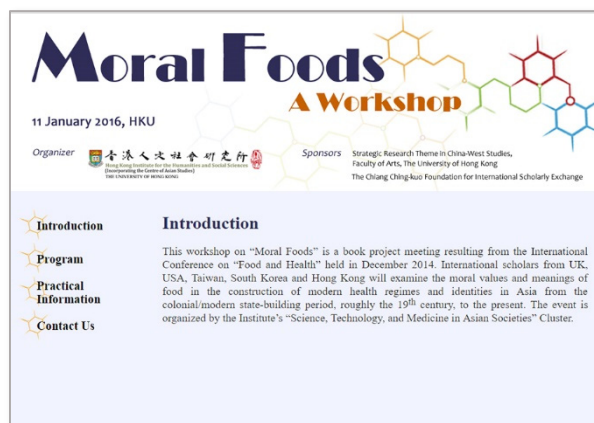 MORAL FOODS
A WORKSHOP
11 January 2016, HKU
Organizer
香港人文社會研究所
Hong Kong Institute for the Humanities and Social Sciences
(Incorporating the Centre of Asian Studies)
THE UNIVERSITY OF HONG KONG
Sponsors
Strategic Research Theme in China-West Studies,
Faculty of Arts, The University of Hong Kong
The Chiang Ching-kuo Foundation for International Scholarly Exchange
Introduction
Program
Practical
Information
Contact Us
Introduction
This workshop on “Moral Foods” is a book project meeting resulting from the International
Conference on “Food and Health” held in December 2014. International scholars from UK,
USA, Taiwan, South Korea and Hong Kong will examine the moral values and meanings of
food in the construction of modern health regimes and identities in Asia from the
colonial/modern state-building period, roughly the 19th century, to the present. The event is
organized by the Institute’s “Science, Technology, and Medicine in Asian Societies” Cluster.